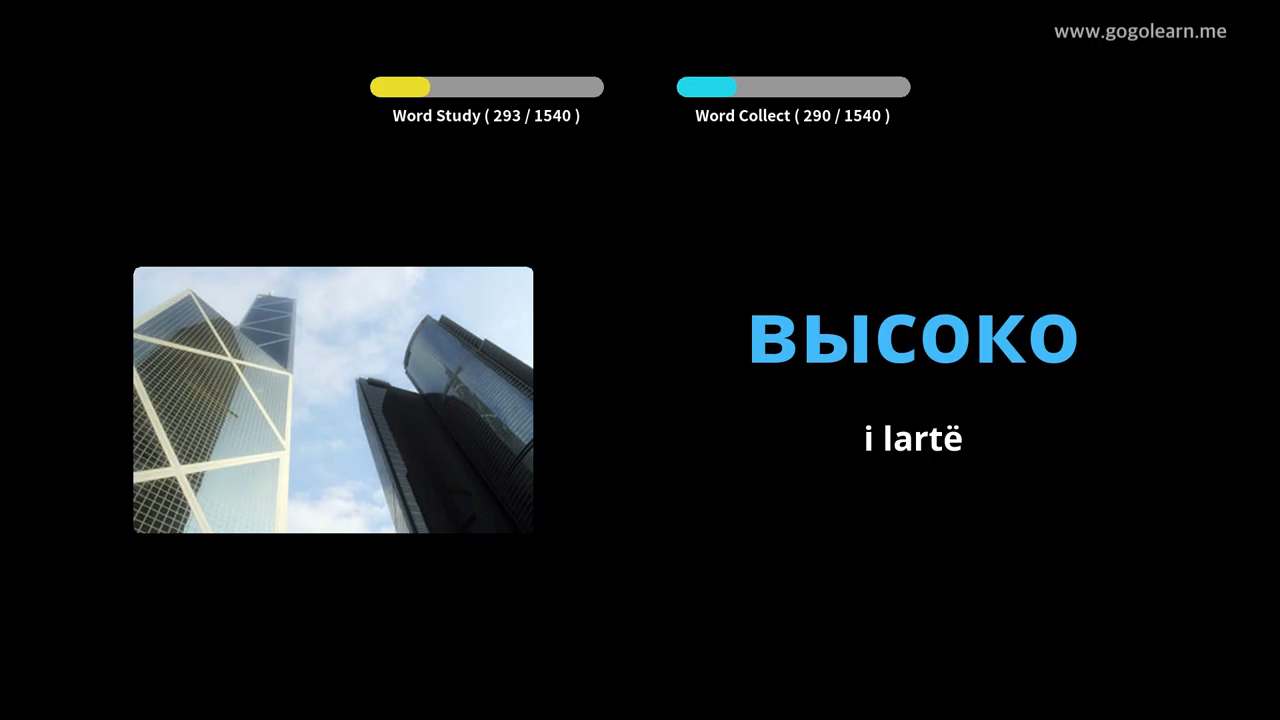 www.gogolearn.me
Word Study ( 293 / 1540 )
Word Collect ( 290 / 1540 )
высоко
i lartë